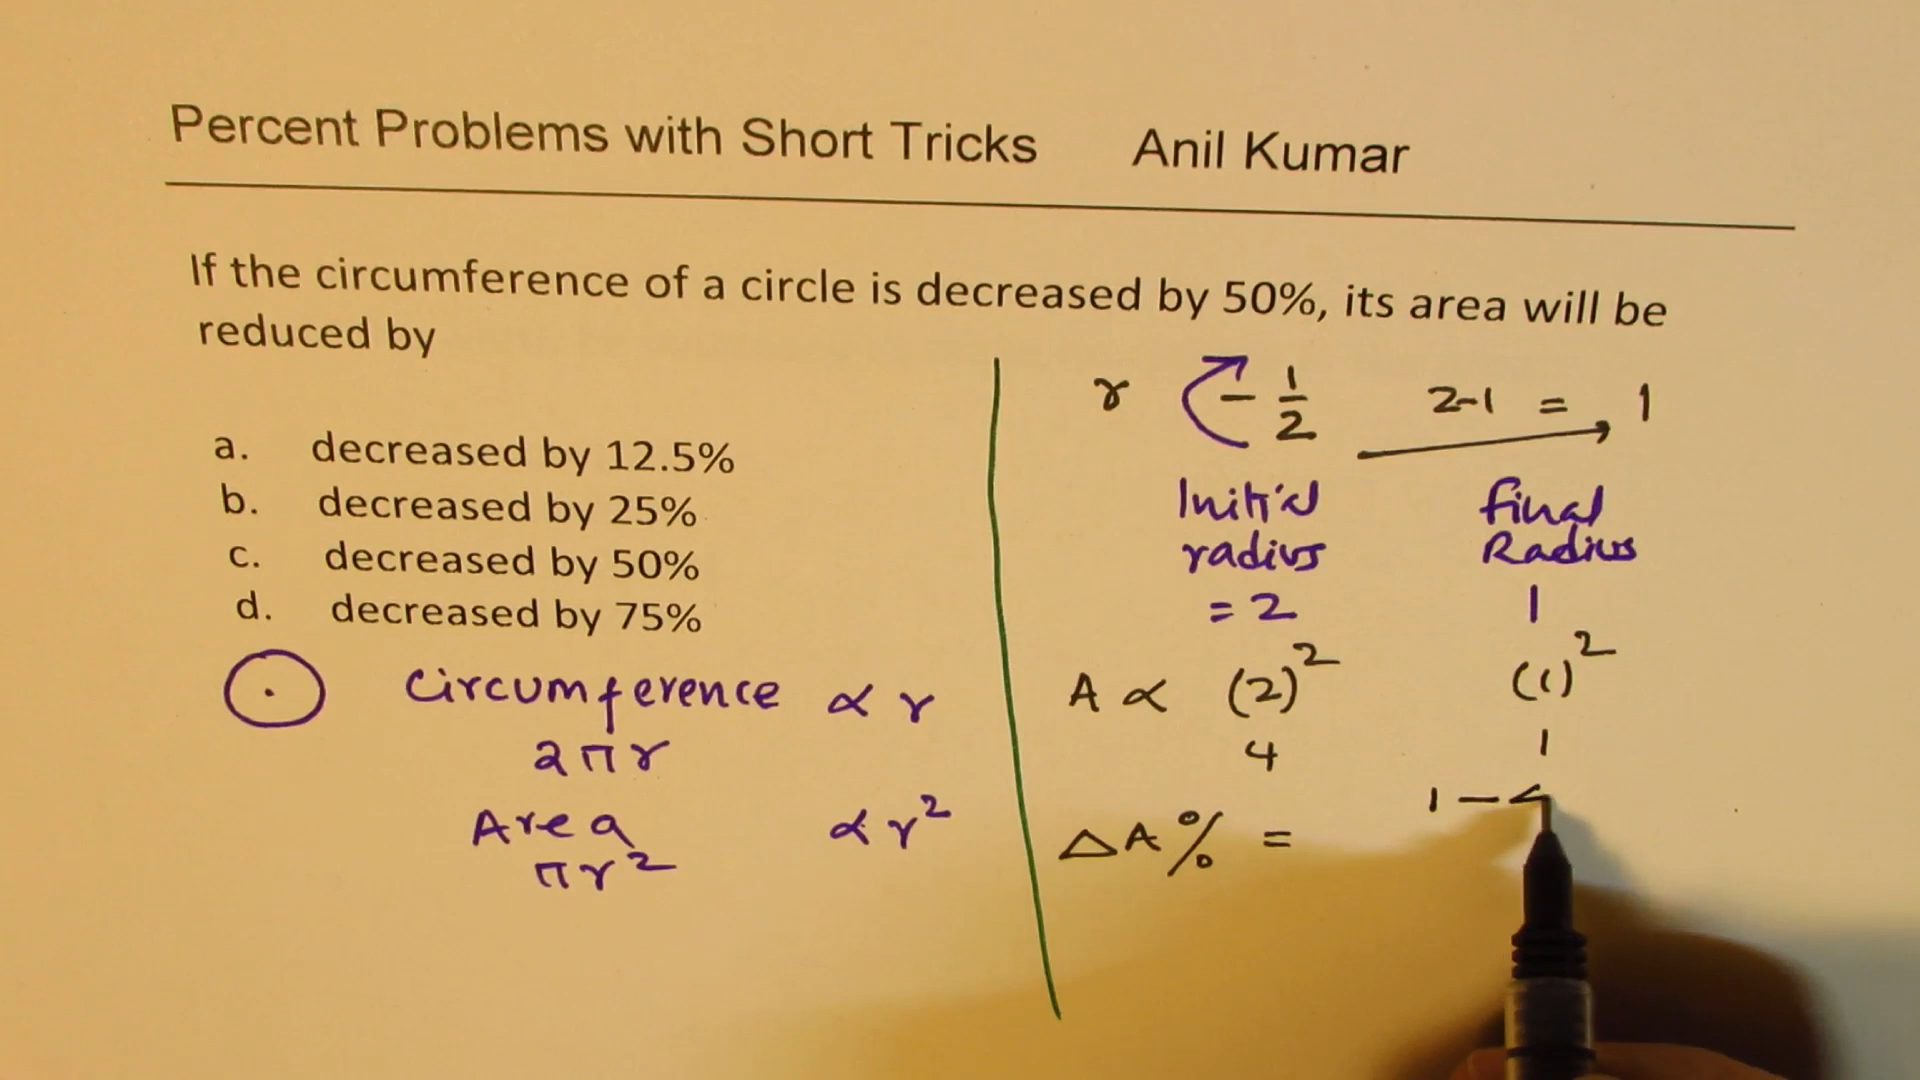 Percent Problems with Short Tricks Anil Kumar
If the circumference of a circle is decreased by 50%, its area will be
reduced by
a. decreased by 12.5%
b. decreased by 25%
c. decreased by 50%
d. decreased by 75%
Circumference ∝ r
2πr
Area ∝ r²
πr²
r - 1/2 2-1 = 1
Initial radius = 2
Final Radius 1
A ∝ (2)² (1)²
4 1
ΔA% = 1 -